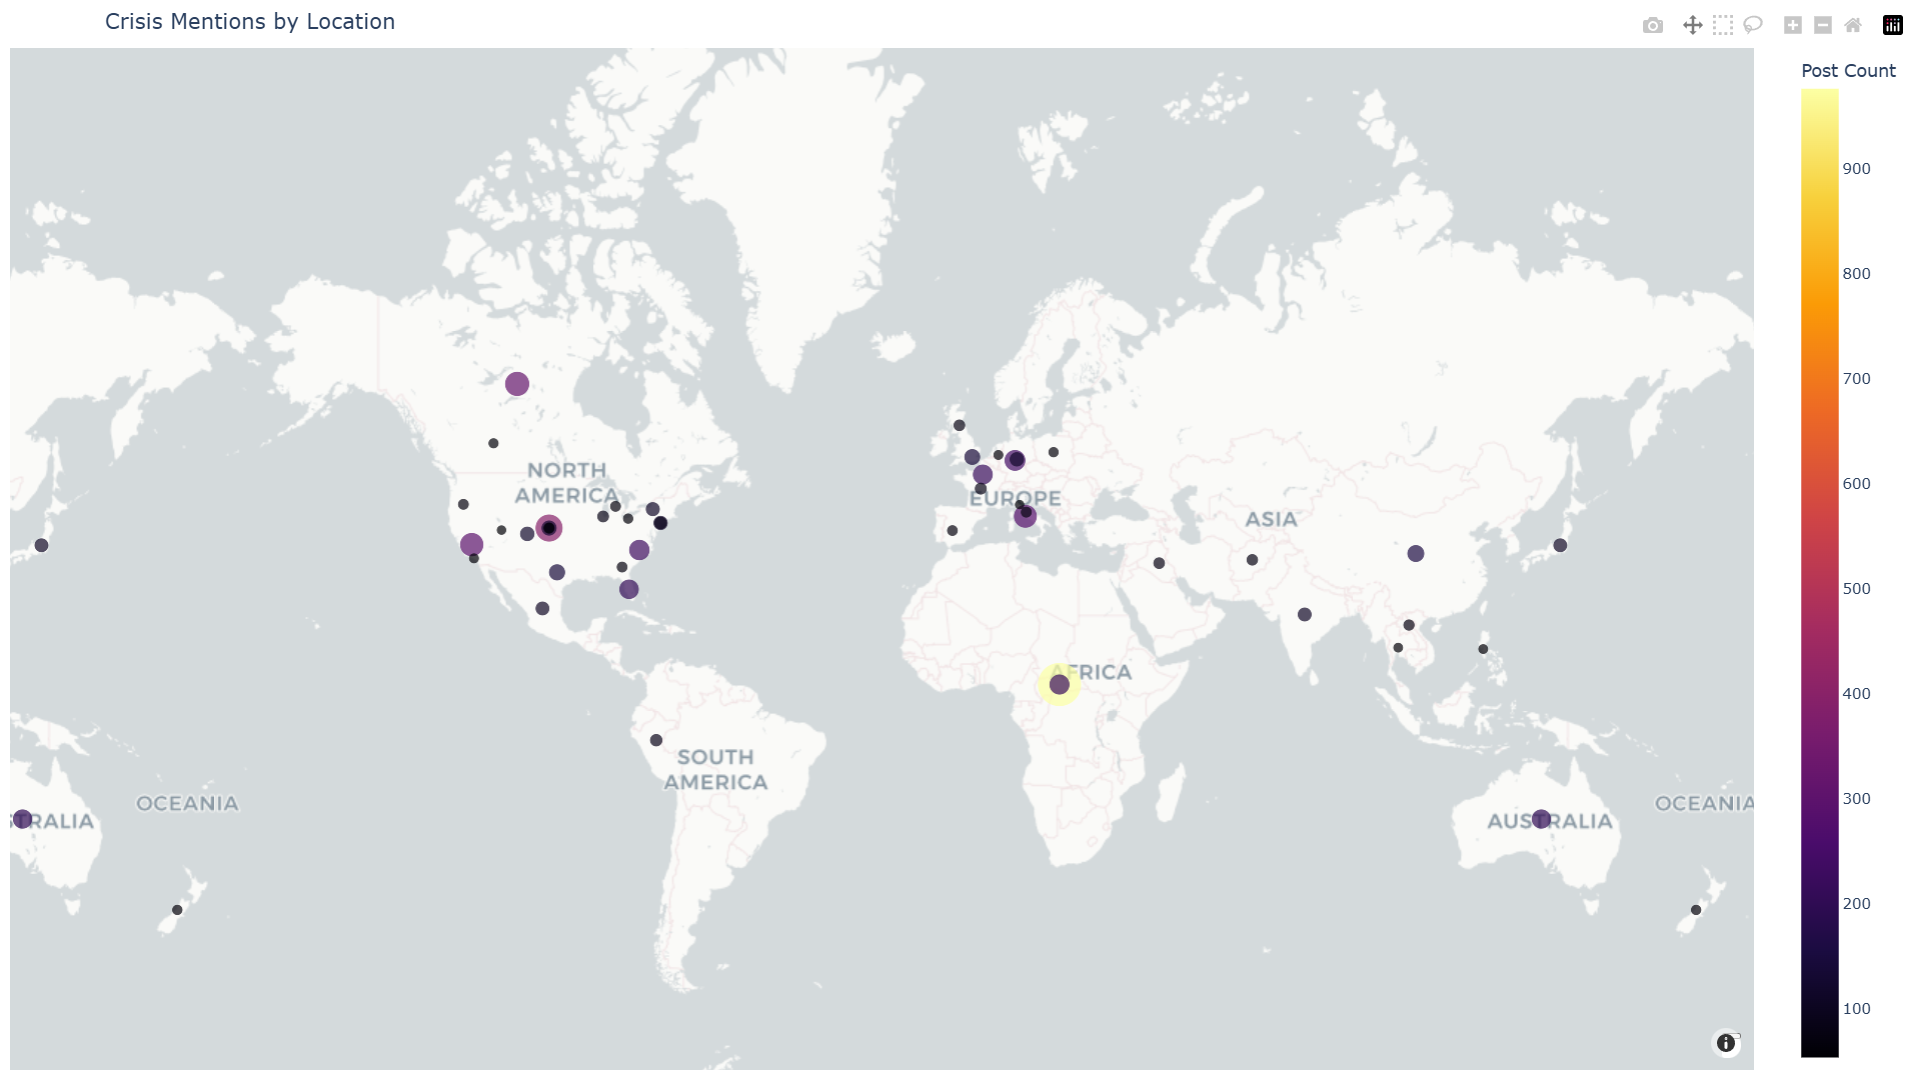 Crisis Mentions by Location
Post Count
900
800
700
600
500
400
300
200
100
NORTH
AMERICA
EUROPE
ASIA
AFRICA
SOUTH
AMERICA
OCEANIA
OCEANIA
STRALIA
AUSTRALIA